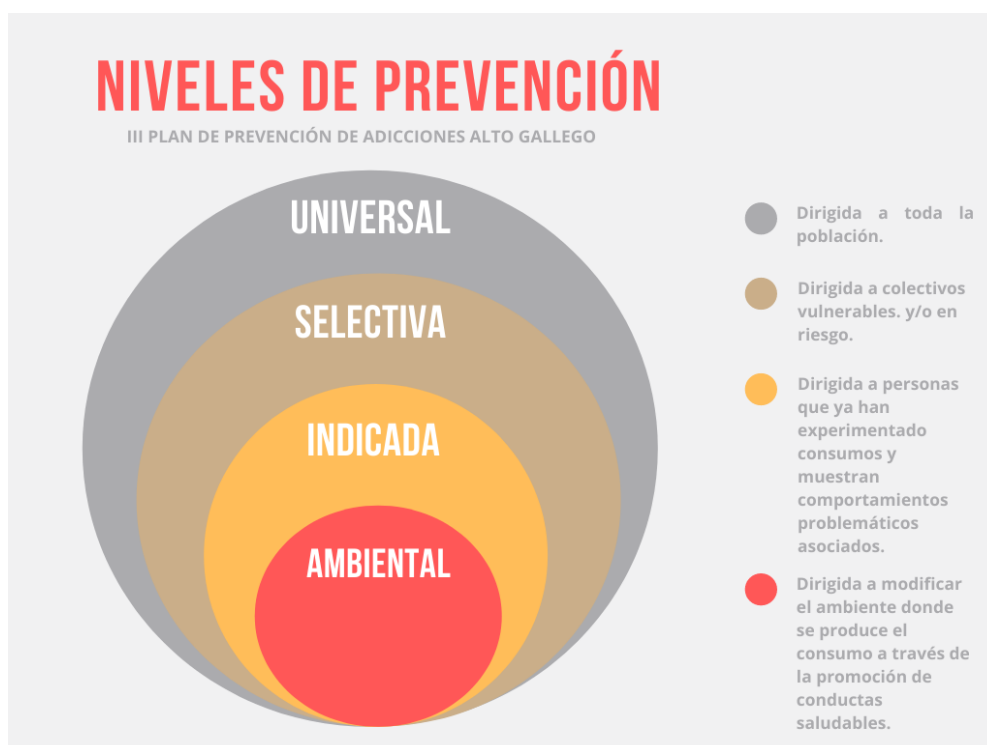 NIVELES DE PREVENCIÓN
III PLAN DE PREVENCIÓN DE ADICCIONES ALTO GALLEGO
UNIVERSAL
SELECTIVA
INDICADA
AMBIENTAL
Dirigida a toda la
población.
Dirigida a colectivos
vulnerables. y/o en
riesgo.
Dirigida a personas
que ya han
experimentado
consumos y
muestran
comportamientos
problemáticos
asociados.
Dirigida a modificar
el ambiente donde
se produce el
consumo a través de
la promoción de
conductas
saludables.